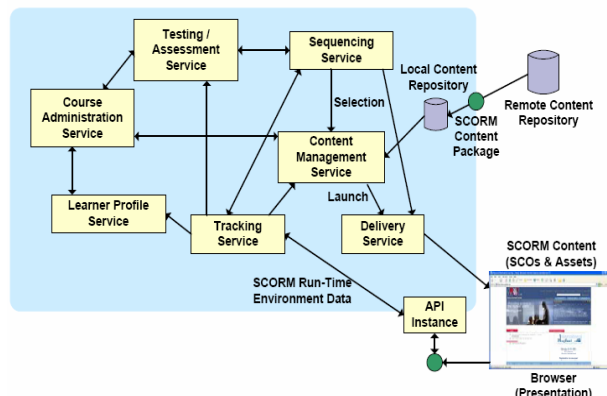 Testing /
Assessment
Service
Sequencing
Service
Local Content
Repository
Remote Content
Repository
Selection
SCORM
Content
Package
Course
Administration
Service
Content
Management
Service
Launch
Learner Profile
Service
Tracking
Service
Delivery
Service
SCORM Content
(SCOs & Assets)
SCORM Run-Time
Environment Data
API
Instance
Browser
(Presentation)